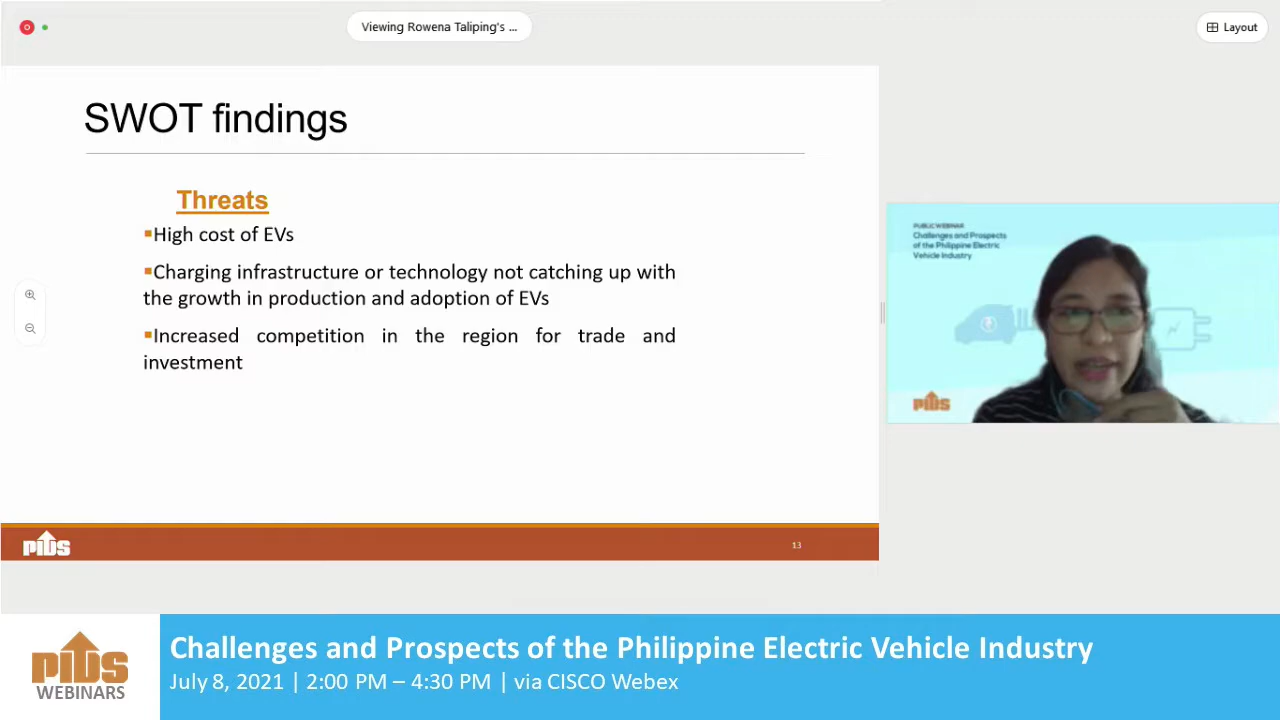 Viewing Rowena Taliping's ...
Layout
SWOT findings
Threats
▪High cost of EVs
▪Charging infrastructure or technology not catching up with
the growth in production and adoption of EVs
▪Increased competition in the region for trade and
investment
PUBLIC WEBINAR
Challenges and Prospects
of the Philippine Electric
Vehicle Industry
PIDS
PIDS
13
PIDS
WEBINARS
Challenges and Prospects of the Philippine Electric Vehicle Industry
July 8, 2021 | 2:00 PM – 4:30 PM | via CISCO Webex